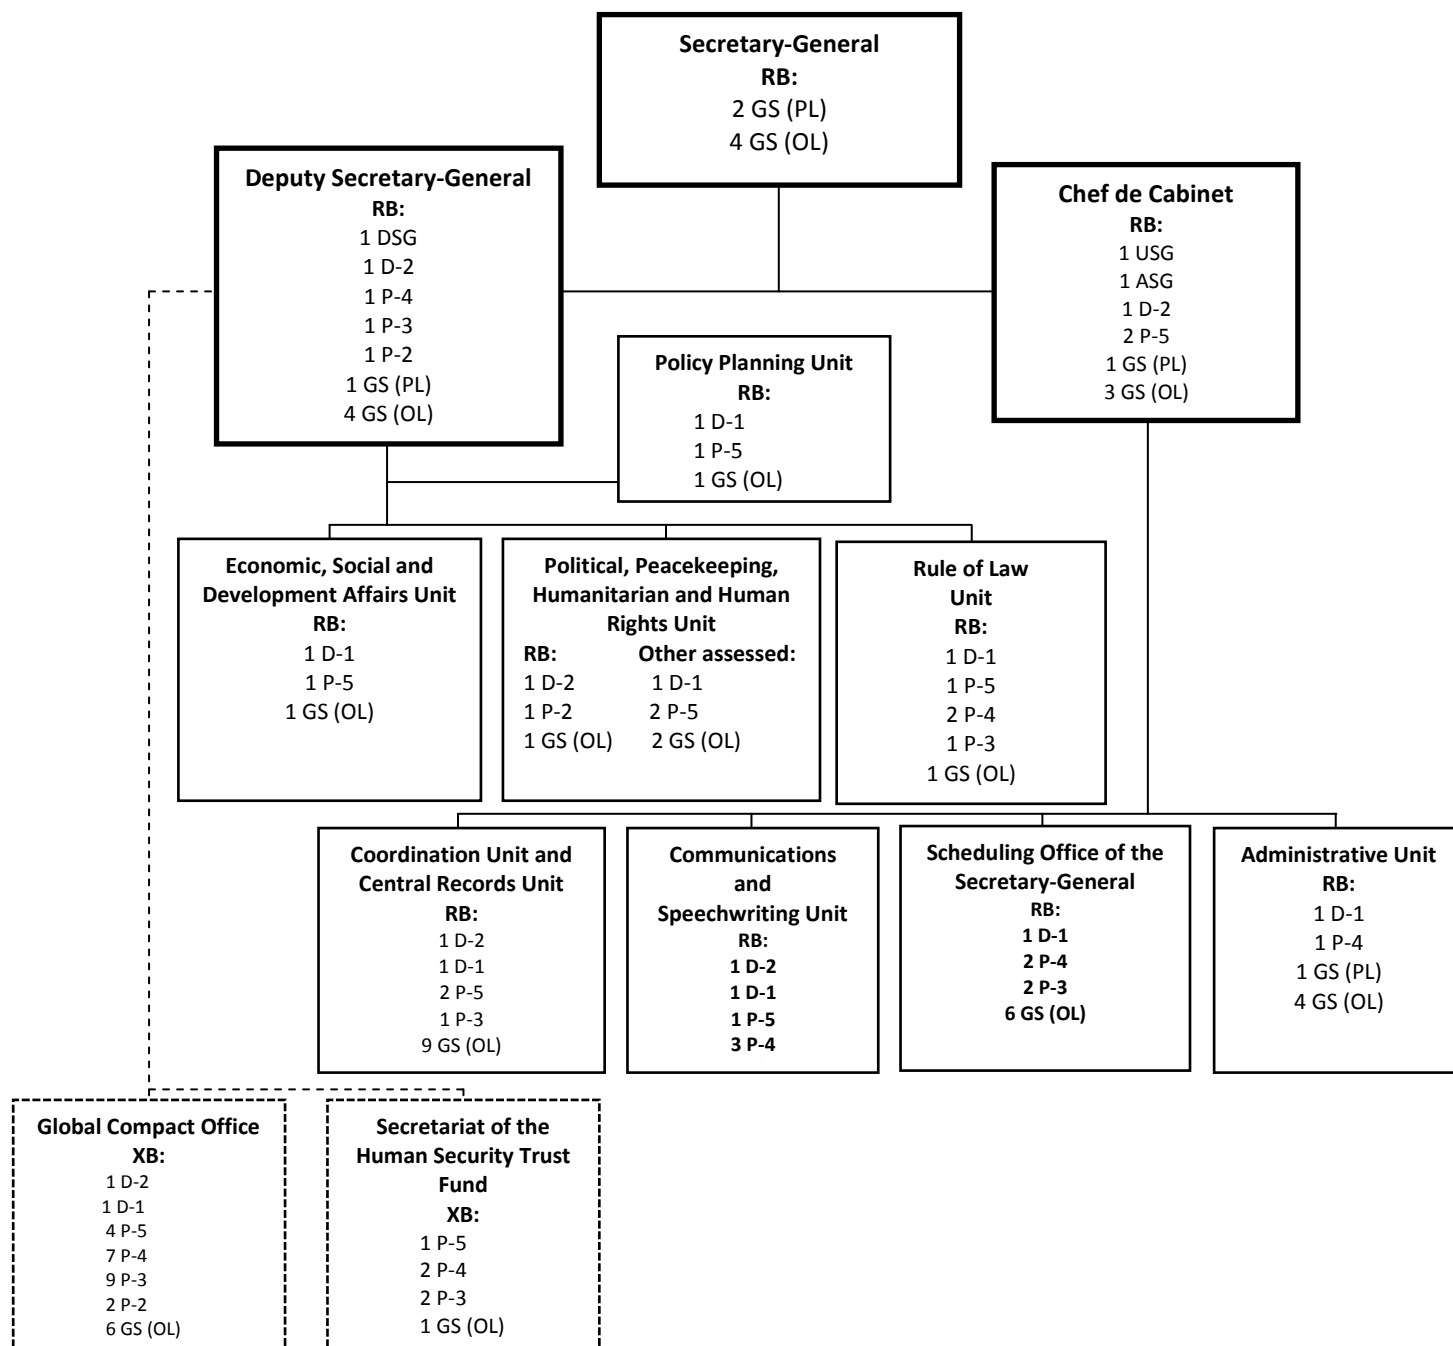 Secretary-General
RB:
2 GS (PL)
4 GS (OL)
Deputy Secretary-General
RB:
1 DSG
1 D-2
1 P-4
1 P-3
1 P-2
1 GS (PL)
4 GS (OL)
Chef de Cabinet
RB:
1 USG
1 ASG
1 D-2
2 P-5
1 GS (PL)
3 GS (OL)
Policy Planning Unit
RB:
1 D-1
1 P-5
1 GS (OL)
Economic, Social and
Development Affairs Unit
RB:
1 D-1
1 P-5
1 GS (OL)
Political, Peacekeeping,
Humanitarian and Human
Rights Unit
RB: Other assessed:
1 D-2 1 D-1
1 P-2 2 P-5
1 GS (OL) 2 GS (OL)
Rule of Law
Unit
RB:
1 D-1
1 P-5
2 P-4
1 P-3
1 GS (OL)
Coordination Unit and
Central Records Unit
RB:
1 D-2
1 D-1
2 P-5
1 P-3
9 GS (OL)
Communications
and
Speechwriting Unit
RB:
1 D-2
1 D-1
1 P-5
3 P-4
Scheduling Office of the
Secretary-General
RB:
1 D-1
2 P-4
2 P-3
6 GS (OL)
Administrative Unit
RB:
1 D-1
1 P-4
1 GS (PL)
4 GS (OL)
Global Compact Office
XB:
1 D-2
1 D-1
4 P-5
7 P-4
9 P-3
2 P-2
6 GS (OL)
Secretariat of the
Human Security Trust
Fund
XB:
1 P-5
2 P-4
2 P-3
1 GS (OL)